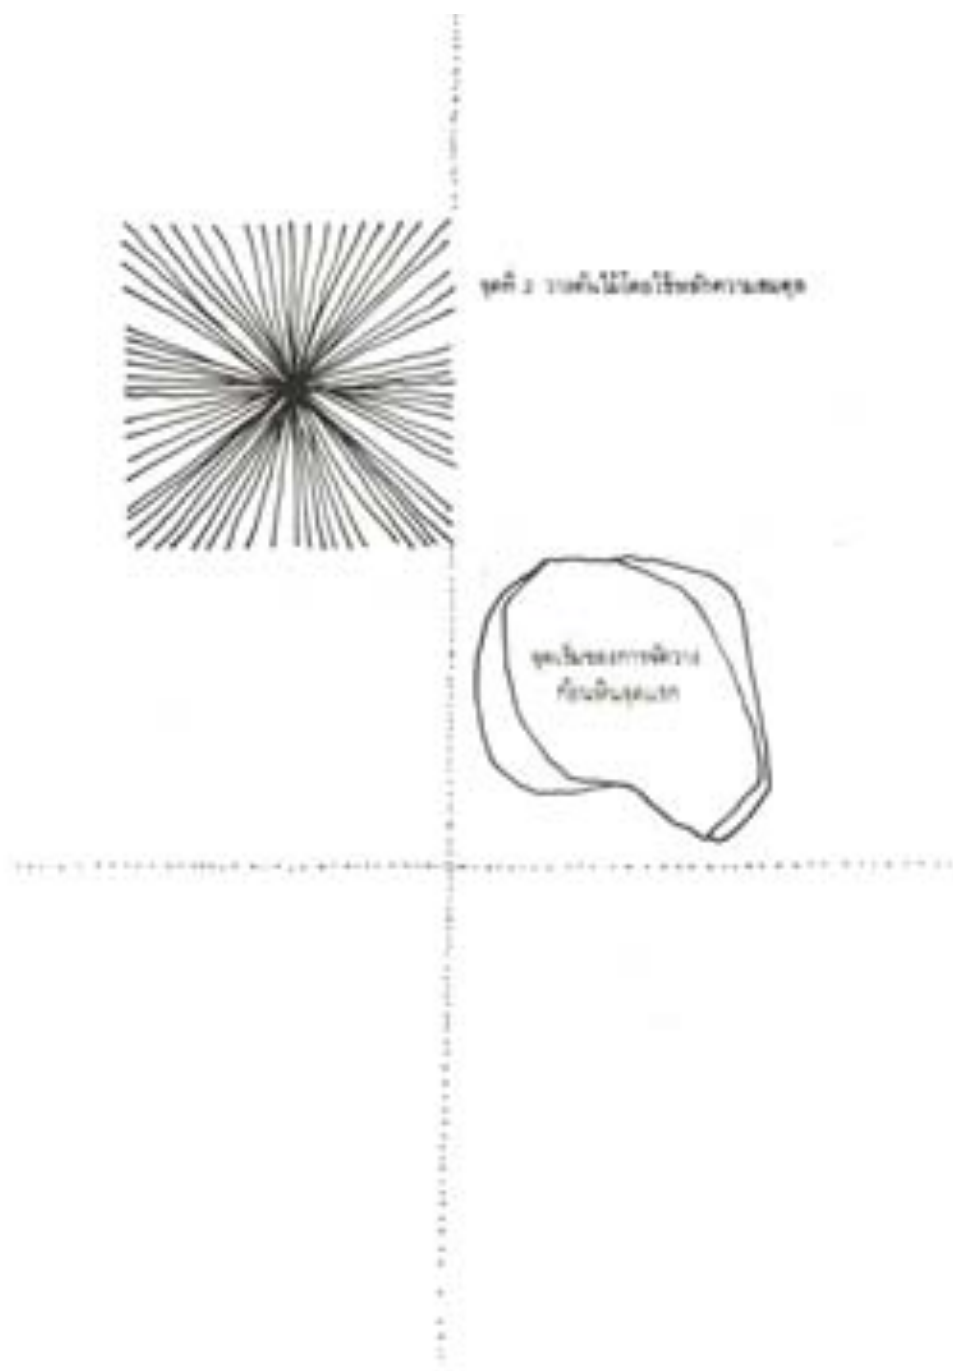 จุดที่ 2 วางต้นไม้โดยใช้หลักความสมดุล
จุดเริ่มของการจัดวาง
ก้อนหินจุดแรก